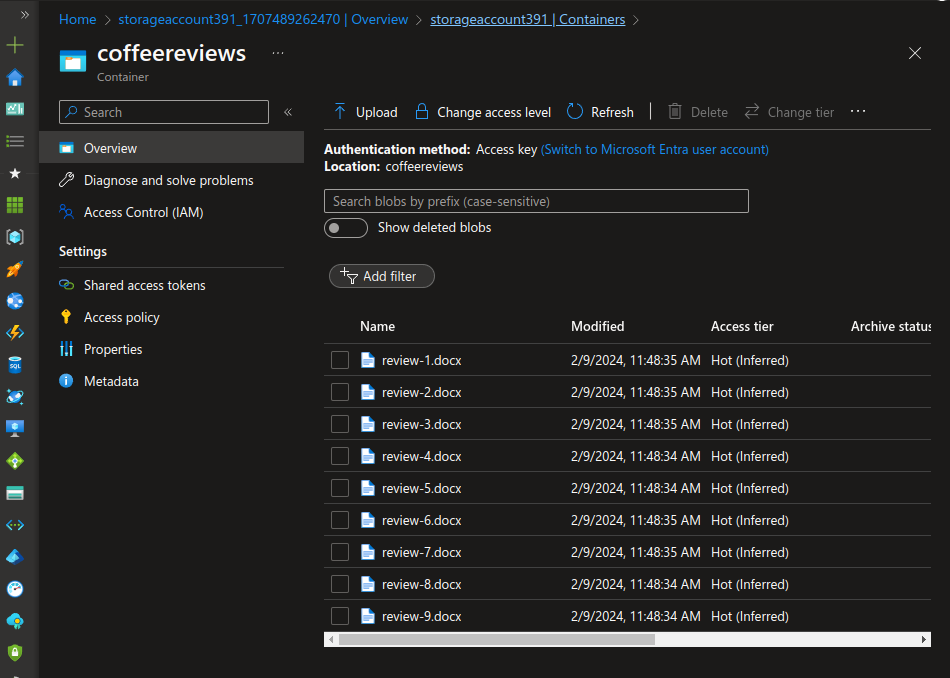 Home > storageaccount391_1707489262470 | Overview > storageaccount391 | Containers >
coffeereviews ...
Container
Search
Upload Change access level Refresh Delete Change tier ...
Overview
Diagnose and solve problems
Access Control (IAM)
Settings
Shared access tokens
Access policy
Properties
Metadata
Authentication method: Access key (Switch to Microsoft Entra user account)
Location: coffeereviews
Search blobs by prefix (case-sensitive)
Show deleted blobs
Add filter
Name Modified Access tier Archive status
review-1.docx 2/9/2024, 11:48:35 AM Hot (Inferred)
review-2.docx 2/9/2024, 11:48:35 AM Hot (Inferred)
review-3.docx 2/9/2024, 11:48:35 AM Hot (Inferred)
review-4.docx 2/9/2024, 11:48:34 AM Hot (Inferred)
review-5.docx 2/9/2024, 11:48:34 AM Hot (Inferred)
review-6.docx 2/9/2024, 11:48:35 AM Hot (Inferred)
review-7.docx 2/9/2024, 11:48:35 AM Hot (Inferred)
review-8.docx 2/9/2024, 11:48:34 AM Hot (Inferred)
review-9.docx 2/9/2024, 11:48:34 AM Hot (Inferred)